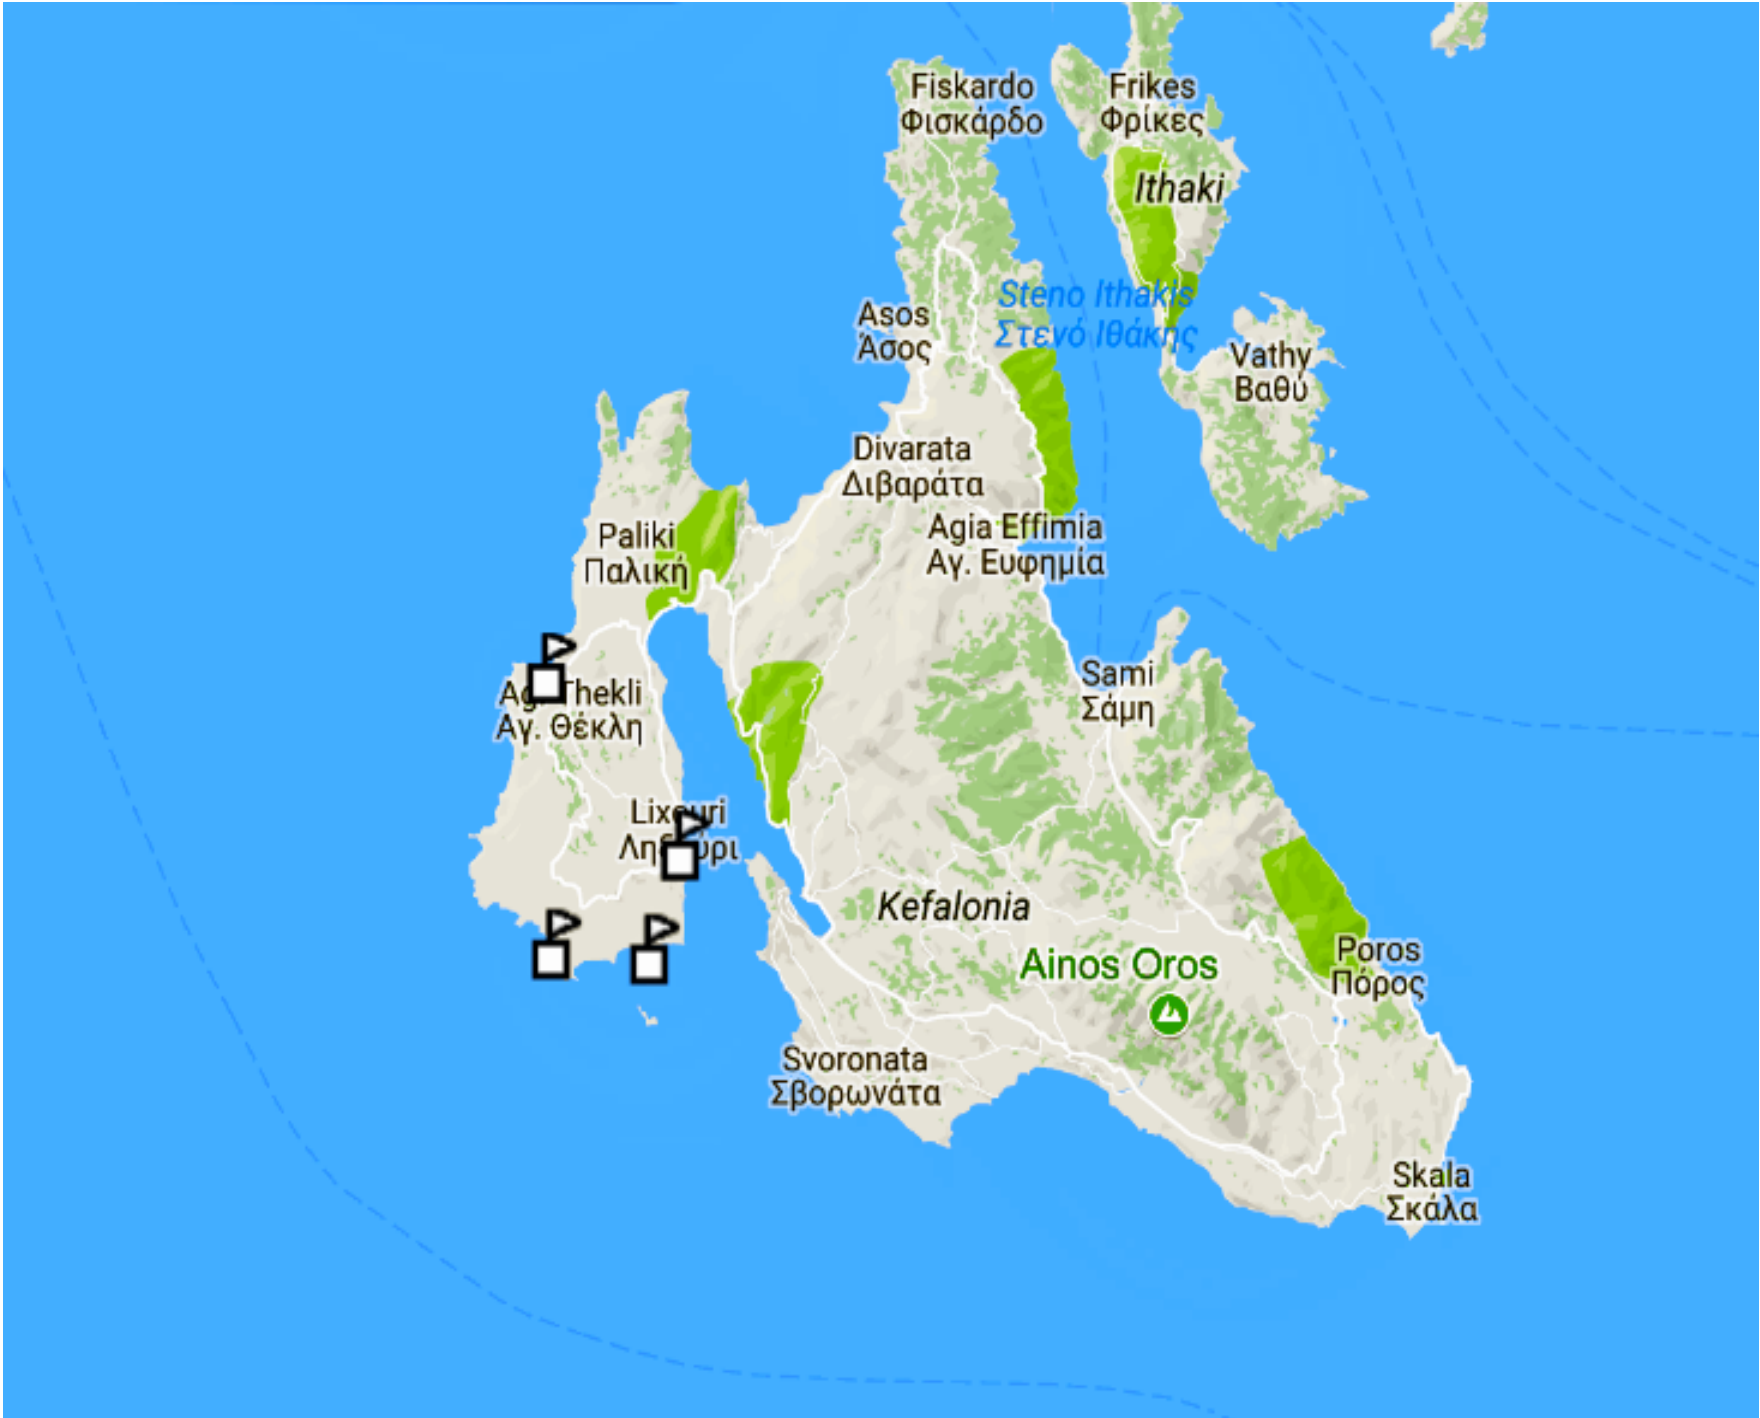 Fiskardo
Φισκάρδο
Frikes
Φρίκες
Ithaki
Steno Ithakis
Στενό Ιθάκης
Asos
Άσος
Vathy
Βαθύ
Divarata
Διβαράτα
Agia Effimia
Αγ. Ευφημία
Paliki
Παλική
Sami
Σάμη
Thekli
Αγ. Θέκλη
Lixouri
Kefalonia
Ainos Oros
Poros
Πόρος
Svoronata
Σβορωνάτα
Skala
Σκάλα